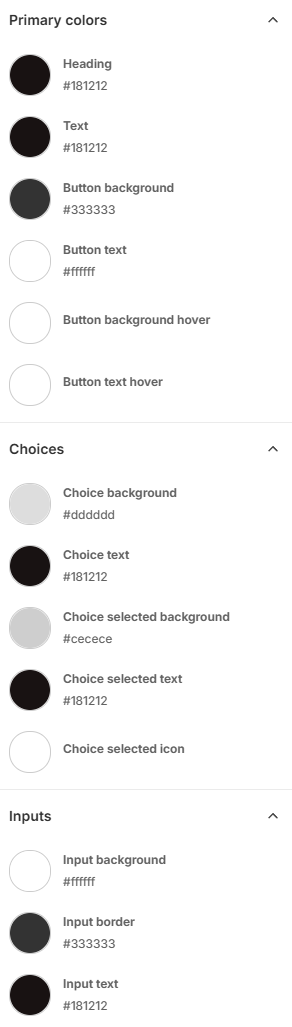 Primary colors
Heading
#181212
Text
#181212
Button background
#333333
Button text
#ffffff
Button background hover
Button text hover
Choices
Choice background
#dddddd
Choice text
#181212
Choice selected background
#cecece
Choice selected text
#181212
Choice selected icon
Inputs
Input background
#ffffff
Input border
#333333
Input text
#181212